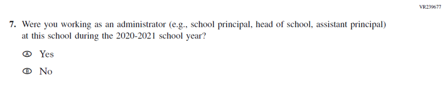 VR239677
7. Were you working as an administrator (e.g., school principal, head of school, assistant principal)
at this school during the 2020-2021 school year?
Ⓐ Yes
Ⓑ No